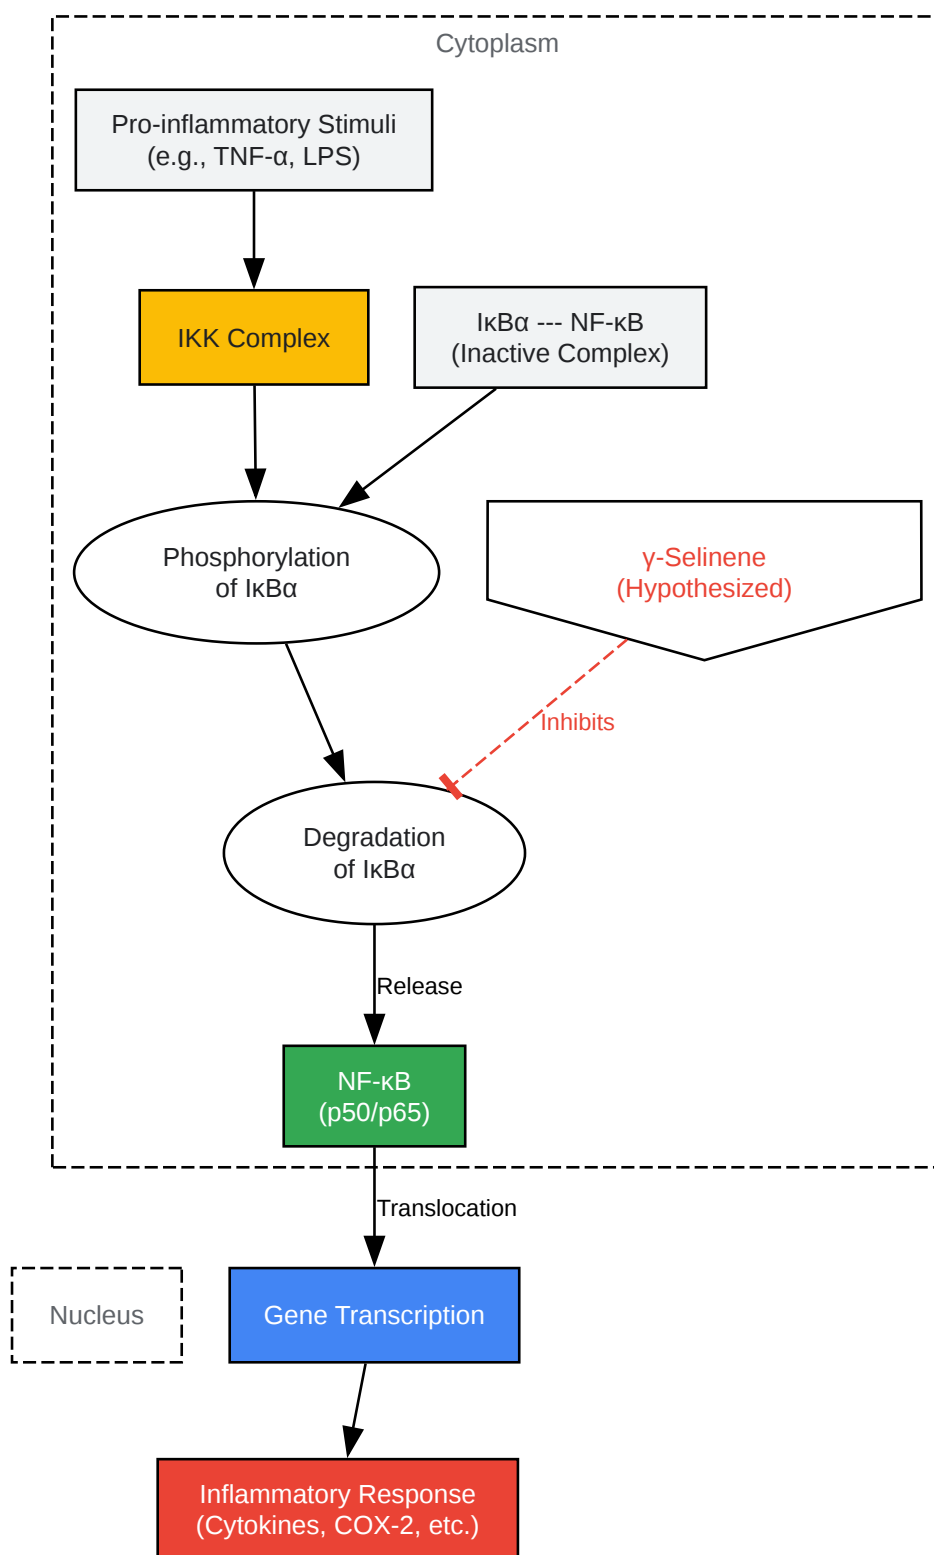 Cytoplasm
Pro-inflammatory Stimuli
(e.g., TNF-α, LPS)
IKK Complex
IκBα --- NF-κB
(Inactive Complex)
Phosphorylation
of IκBα
γ-Selinene
(Hypothesized)
Inhibits
Degradation
of IκBα
Release
NF-κB
(p50/p65)
Translocation
Nucleus
Gene Transcription
Inflammatory Response
(Cytokines, COX-2, etc.)